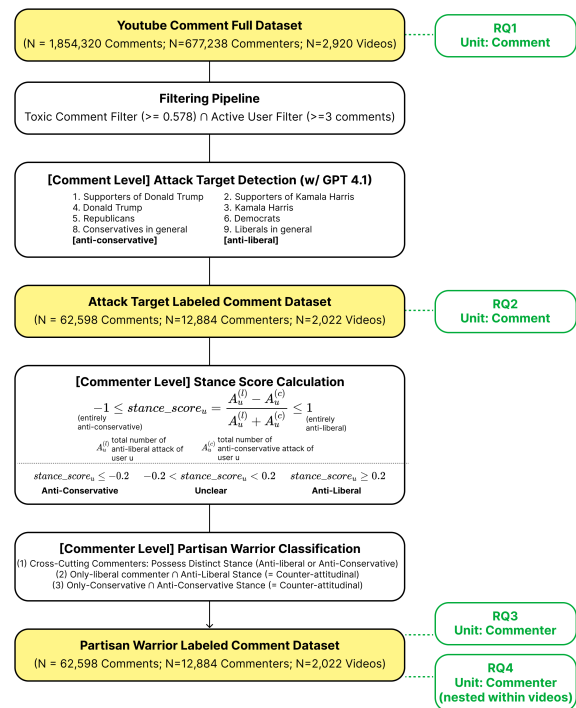 Youtube Comment Full Dataset
(N = 1,854,320 Comments; N=677,238 Commenters; N=2,920 Videos)
RQ1
Unit: Comment
Filtering Pipeline
Toxic Comment Filter (>= 0.578) ∩ Active User Filter (>=3 comments)
[Comment Level] Attack Target Detection (w/ GPT 4.1)
1. Supporters of Donald Trump 2. Supporters of Kamala Harris
4. Donald Trump 3. Kamala Harris
5. Republicans 6. Democrats
8. Conservatives in general 9. Liberals in general
[anti-conservative] [anti-liberal]
Attack Target Labeled Comment Dataset
(N = 62,598 Comments; N=12,884 Commenters; N=2,022 Videos)
RQ2
Unit: Comment
[Commenter Level] Stance Score Calculation
−1 ≤ stance_score_u = (A_u^(l) − A_u^(c)) / (A_u^(l) + A_u^(c)) ≤ 1
(entirely anti-conservative) (entirely anti-liberal)
A_u^(l) total number of anti-liberal attack of user u
A_u^(c) total number of anti-conservative attack of user u
stance_score_u ≤ −0.2 −0.2 < stance_score_u < 0.2 stance_score_u ≥ 0.2
Anti-Conservative Unclear Anti-Liberal
[Commenter Level] Partisan Warrior Classification
(1) Cross-Cutting Commenters: Possess Distinct Stance (Anti-liberal or Anti-Conservative)
(2) Only-liberal commenter ∩ Anti-Liberal Stance (= Counter-attitudinal)
(3) Only-Conservative ∩ Anti-Conservative Stance (= Counter-attitudinal)
Partisan Warrior Labeled Comment Dataset
(N = 62,598 Comments; N=12,884 Commenters; N=2,022 Videos)
RQ3
Unit: Commenter
RQ4
Unit: Commenter
(nested within videos)